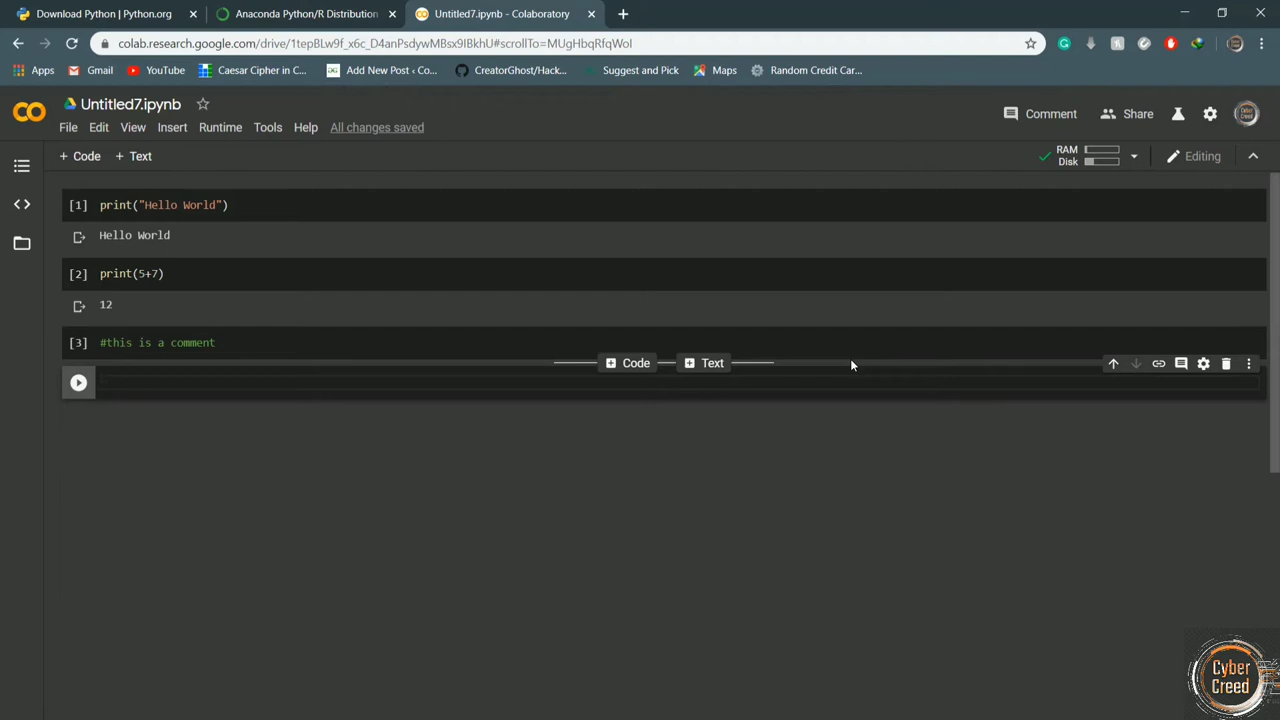 Download Python | Python.org
Anaconda Python/R Distribution
Untitled7.ipynb - Colaboratory
colab.research.google.com/drive/1tepBLw9f_x6c_D4anPsdywMBsx9IBkhU#scrollTo=MUgHbqRfqWoI
Apps
Gmail
YouTube
Caesar Cipher in C...
Add New Post ‹ Co...
CreatorGhost/Hack...
Suggest and Pick
Maps
Random Credit Car...
Untitled7.ipynb
Comment
Share
File
Edit
View
Insert
Runtime
Tools
Help
All changes saved
+ Code
+ Text
RAM
Disk
Editing
[1] print("Hello World")
Hello World
[2] print(5+7)
12
[3] #this is a comment
Code
Text
Cyber
Creed